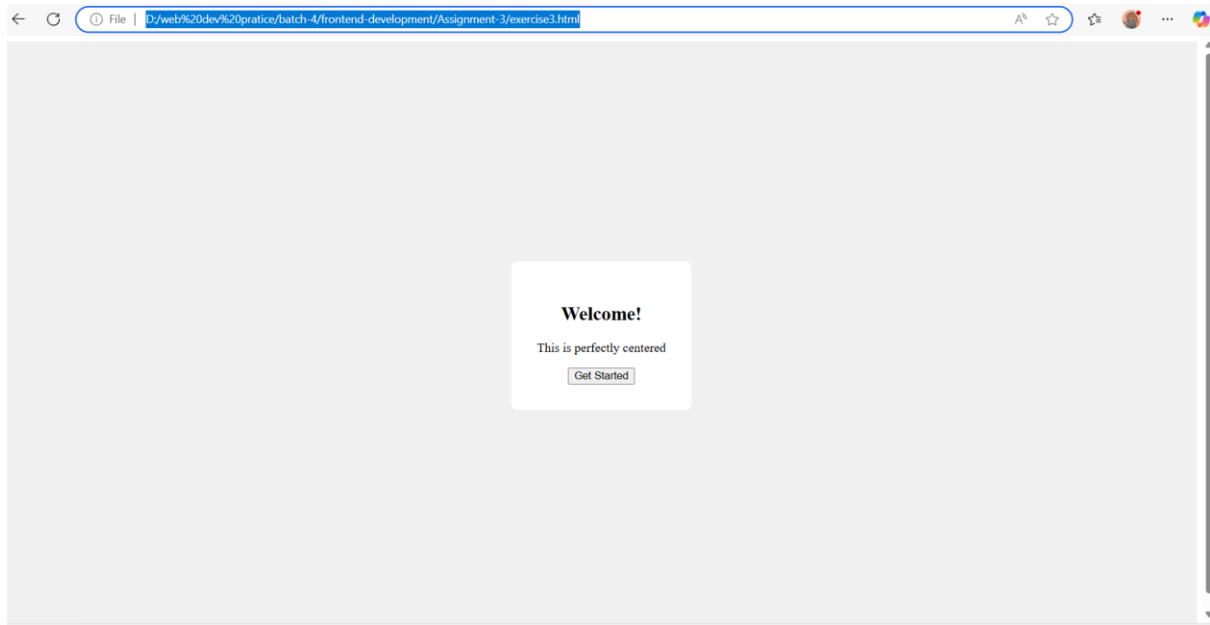 File | D:/web%20dev%20pratice/batch-4/frontend-development/Assignment-3/exercise3.html
Welcome!
This is perfectly centered
Get Started